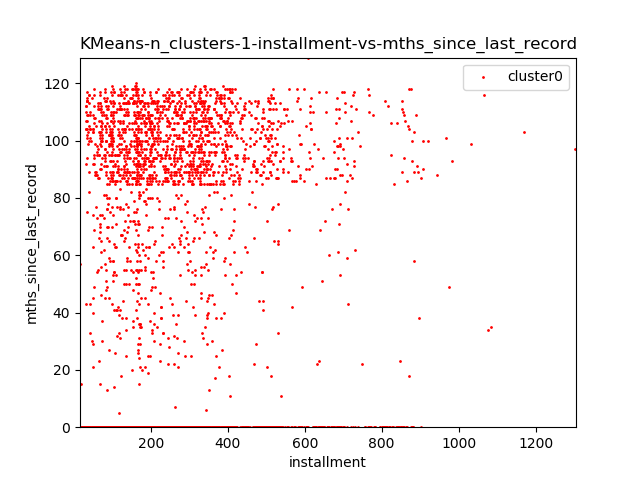 KMeans-n_clusters-1-installment-vs-mths_since_last_record
cluster0
120
100
80
60
40
20
0
mths_since_last_record
200 400 600 800 1000 1200
installment